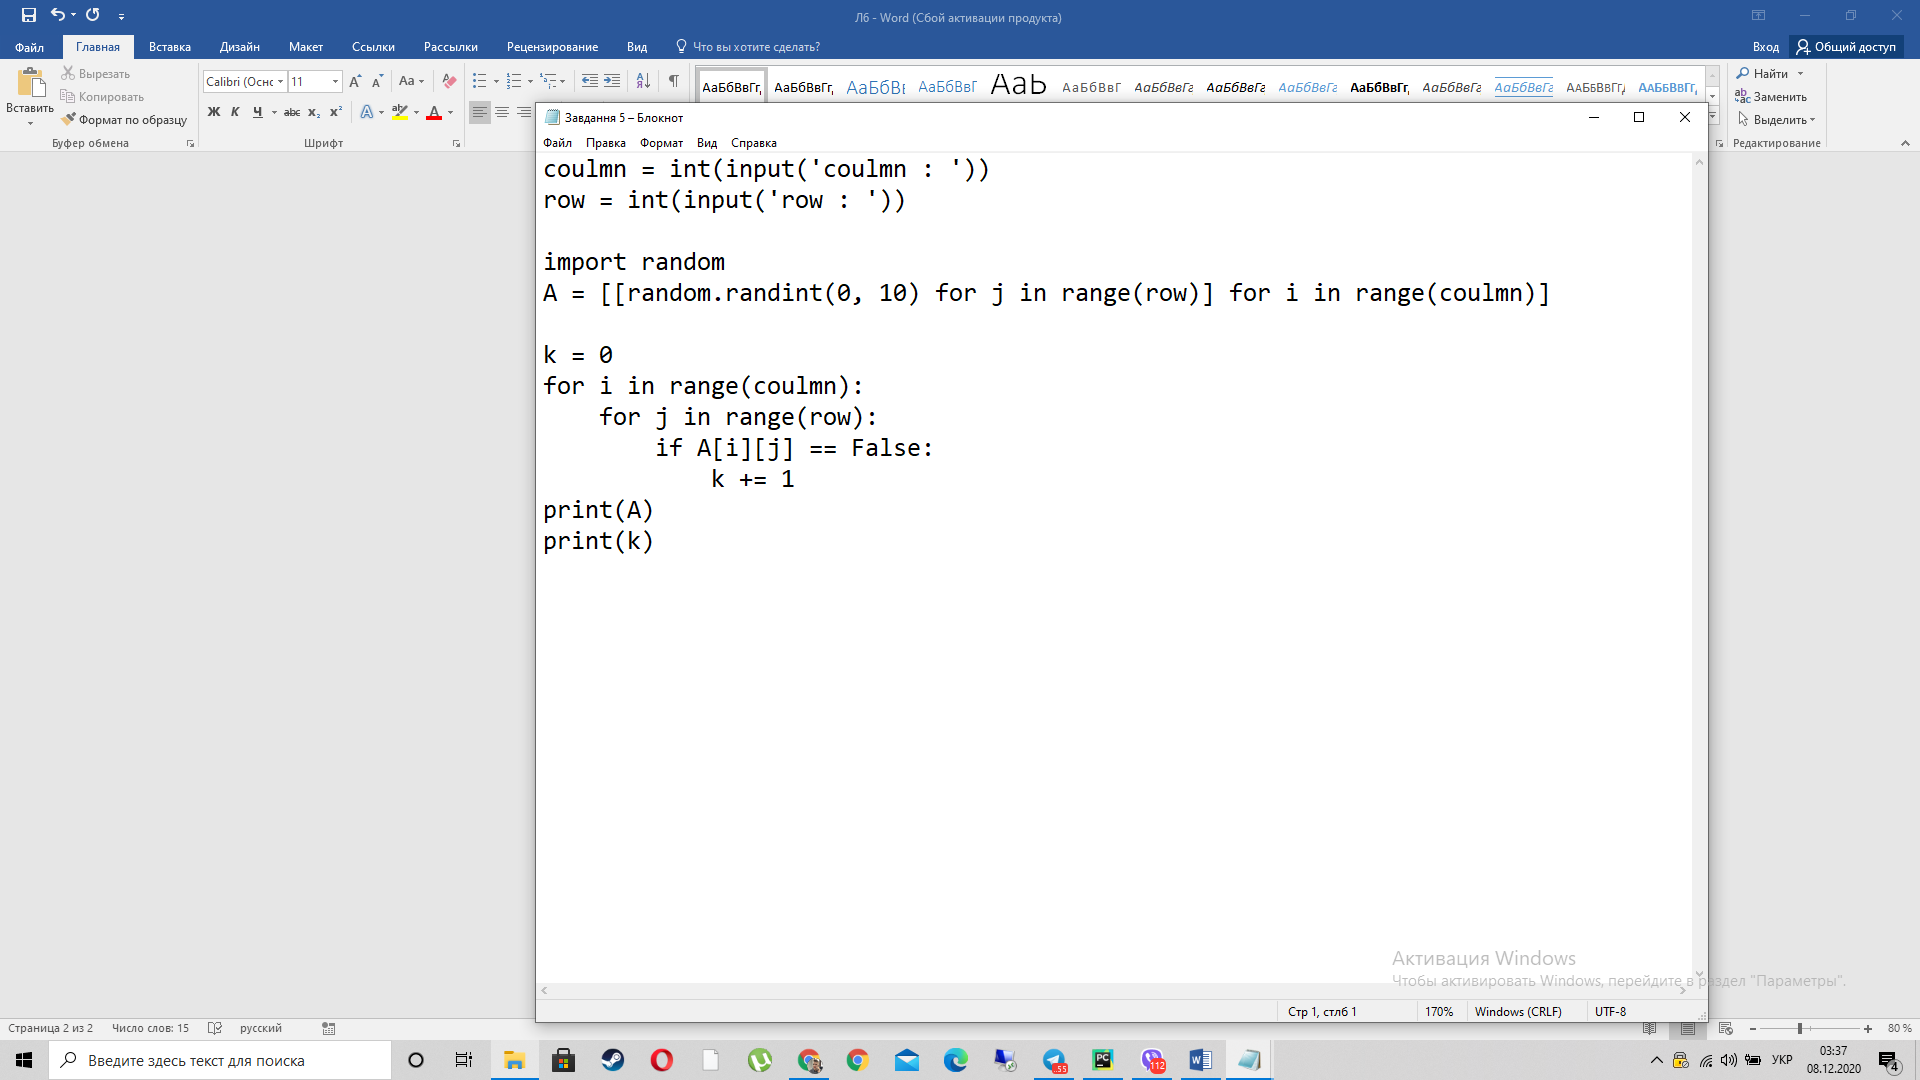 Л6 - Word (Сбой активации продукта)
Файл Главная Вставка Дизайн Макет Ссылки Рассылки Рецензирование Вид Что вы хотите сделать? Вход Общий доступ
Вставить
Вырезать
Копировать
Формат по образцу
Буфер обмена
Calibri (Оснс 11
Шрифт
Найти
Заменить
Выделить
Редактирование
Завдання 5 – Блокнот
Файл Правка Формат Вид Справка
coulmn = int(input('coulmn : '))
row = int(input('row : '))
import random
A = [[random.randint(0, 10) for j in range(row)] for i in range(coulmn)]
k = 0
for i in range(coulmn):
    for j in range(row):
        if A[i][j] == False:
            k += 1
print(A)
print(k)
Активация Windows
Чтобы активировать Windows, перейдите в раздел "Параметры".
Стр 1, стлб 1 170% Windows (CRLF) UTF-8
Страница 2 из 2 Число слов: 15 русский 80 %
Введите здесь текст для поиска
УКР
03:37
08.12.2020